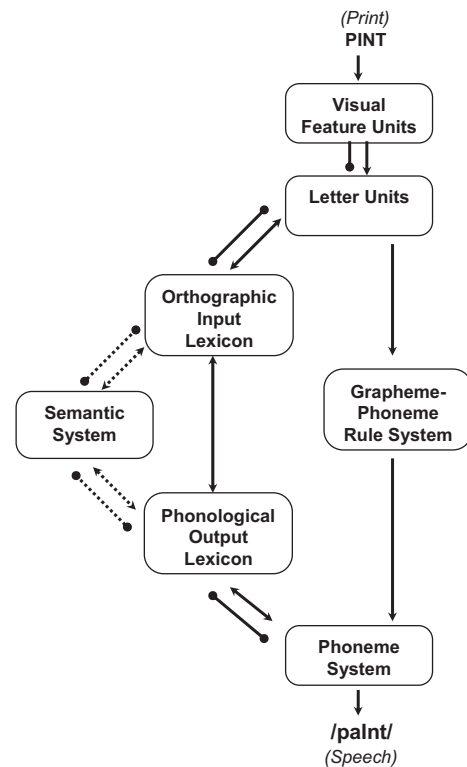 (Print)
PINT
Visual
Feature Units
Letter Units
Orthographic
Input
Lexicon
Semantic
System
Grapheme-
Phoneme
Rule System
Phonological
Output
Lexicon
Phoneme
System
/paInt/
(Speech)